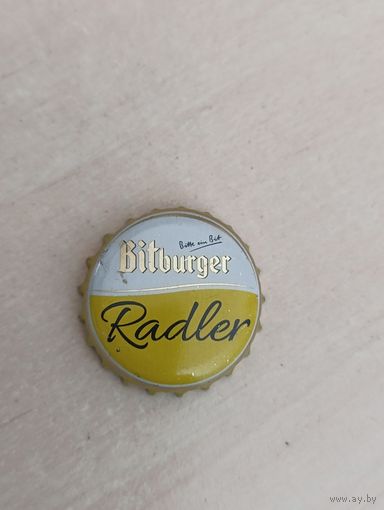 Bitte ein Bit
Bitburger
Radler
www.ay.by